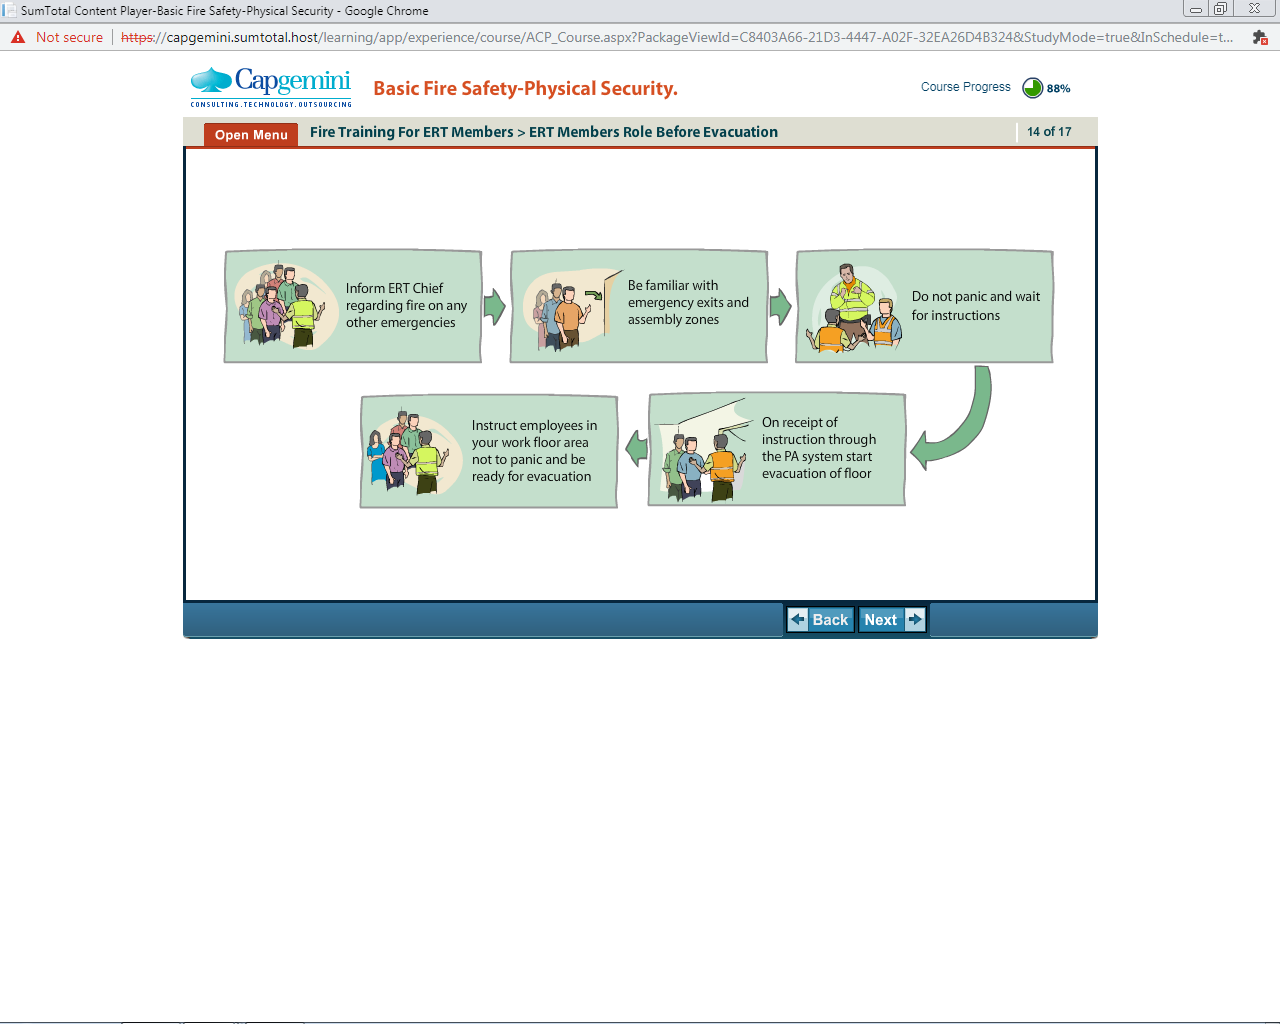 SumTotal Content Player-Basic Fire Safety-Physical Security - Google Chrome
Not secure https://capgemini.sumtotal.host/learning/app/experience/course/ACP_Course.aspx?PackageViewId=C8403A66-21D3-4447-A02F-32EA26D4B324&StudyMode=true&InSchedule=t...
Capgemini
CONSULTING.TECHNOLOGY.OUTSOURCING
Basic Fire Safety-Physical Security.
Course Progress 88%
Open Menu Fire Training For ERT Members > ERT Members Role Before Evacuation 14 of 17
Inform ERT Chief
regarding fire on any
other emergencies
Be familiar with
emergency exits and
assembly zones
Do not panic and wait
for instructions
On receipt of
instruction through
the PA system start
evacuation of floor
Instruct employees in
your work floor area
not to panic and be
ready for evacuation
Back Next